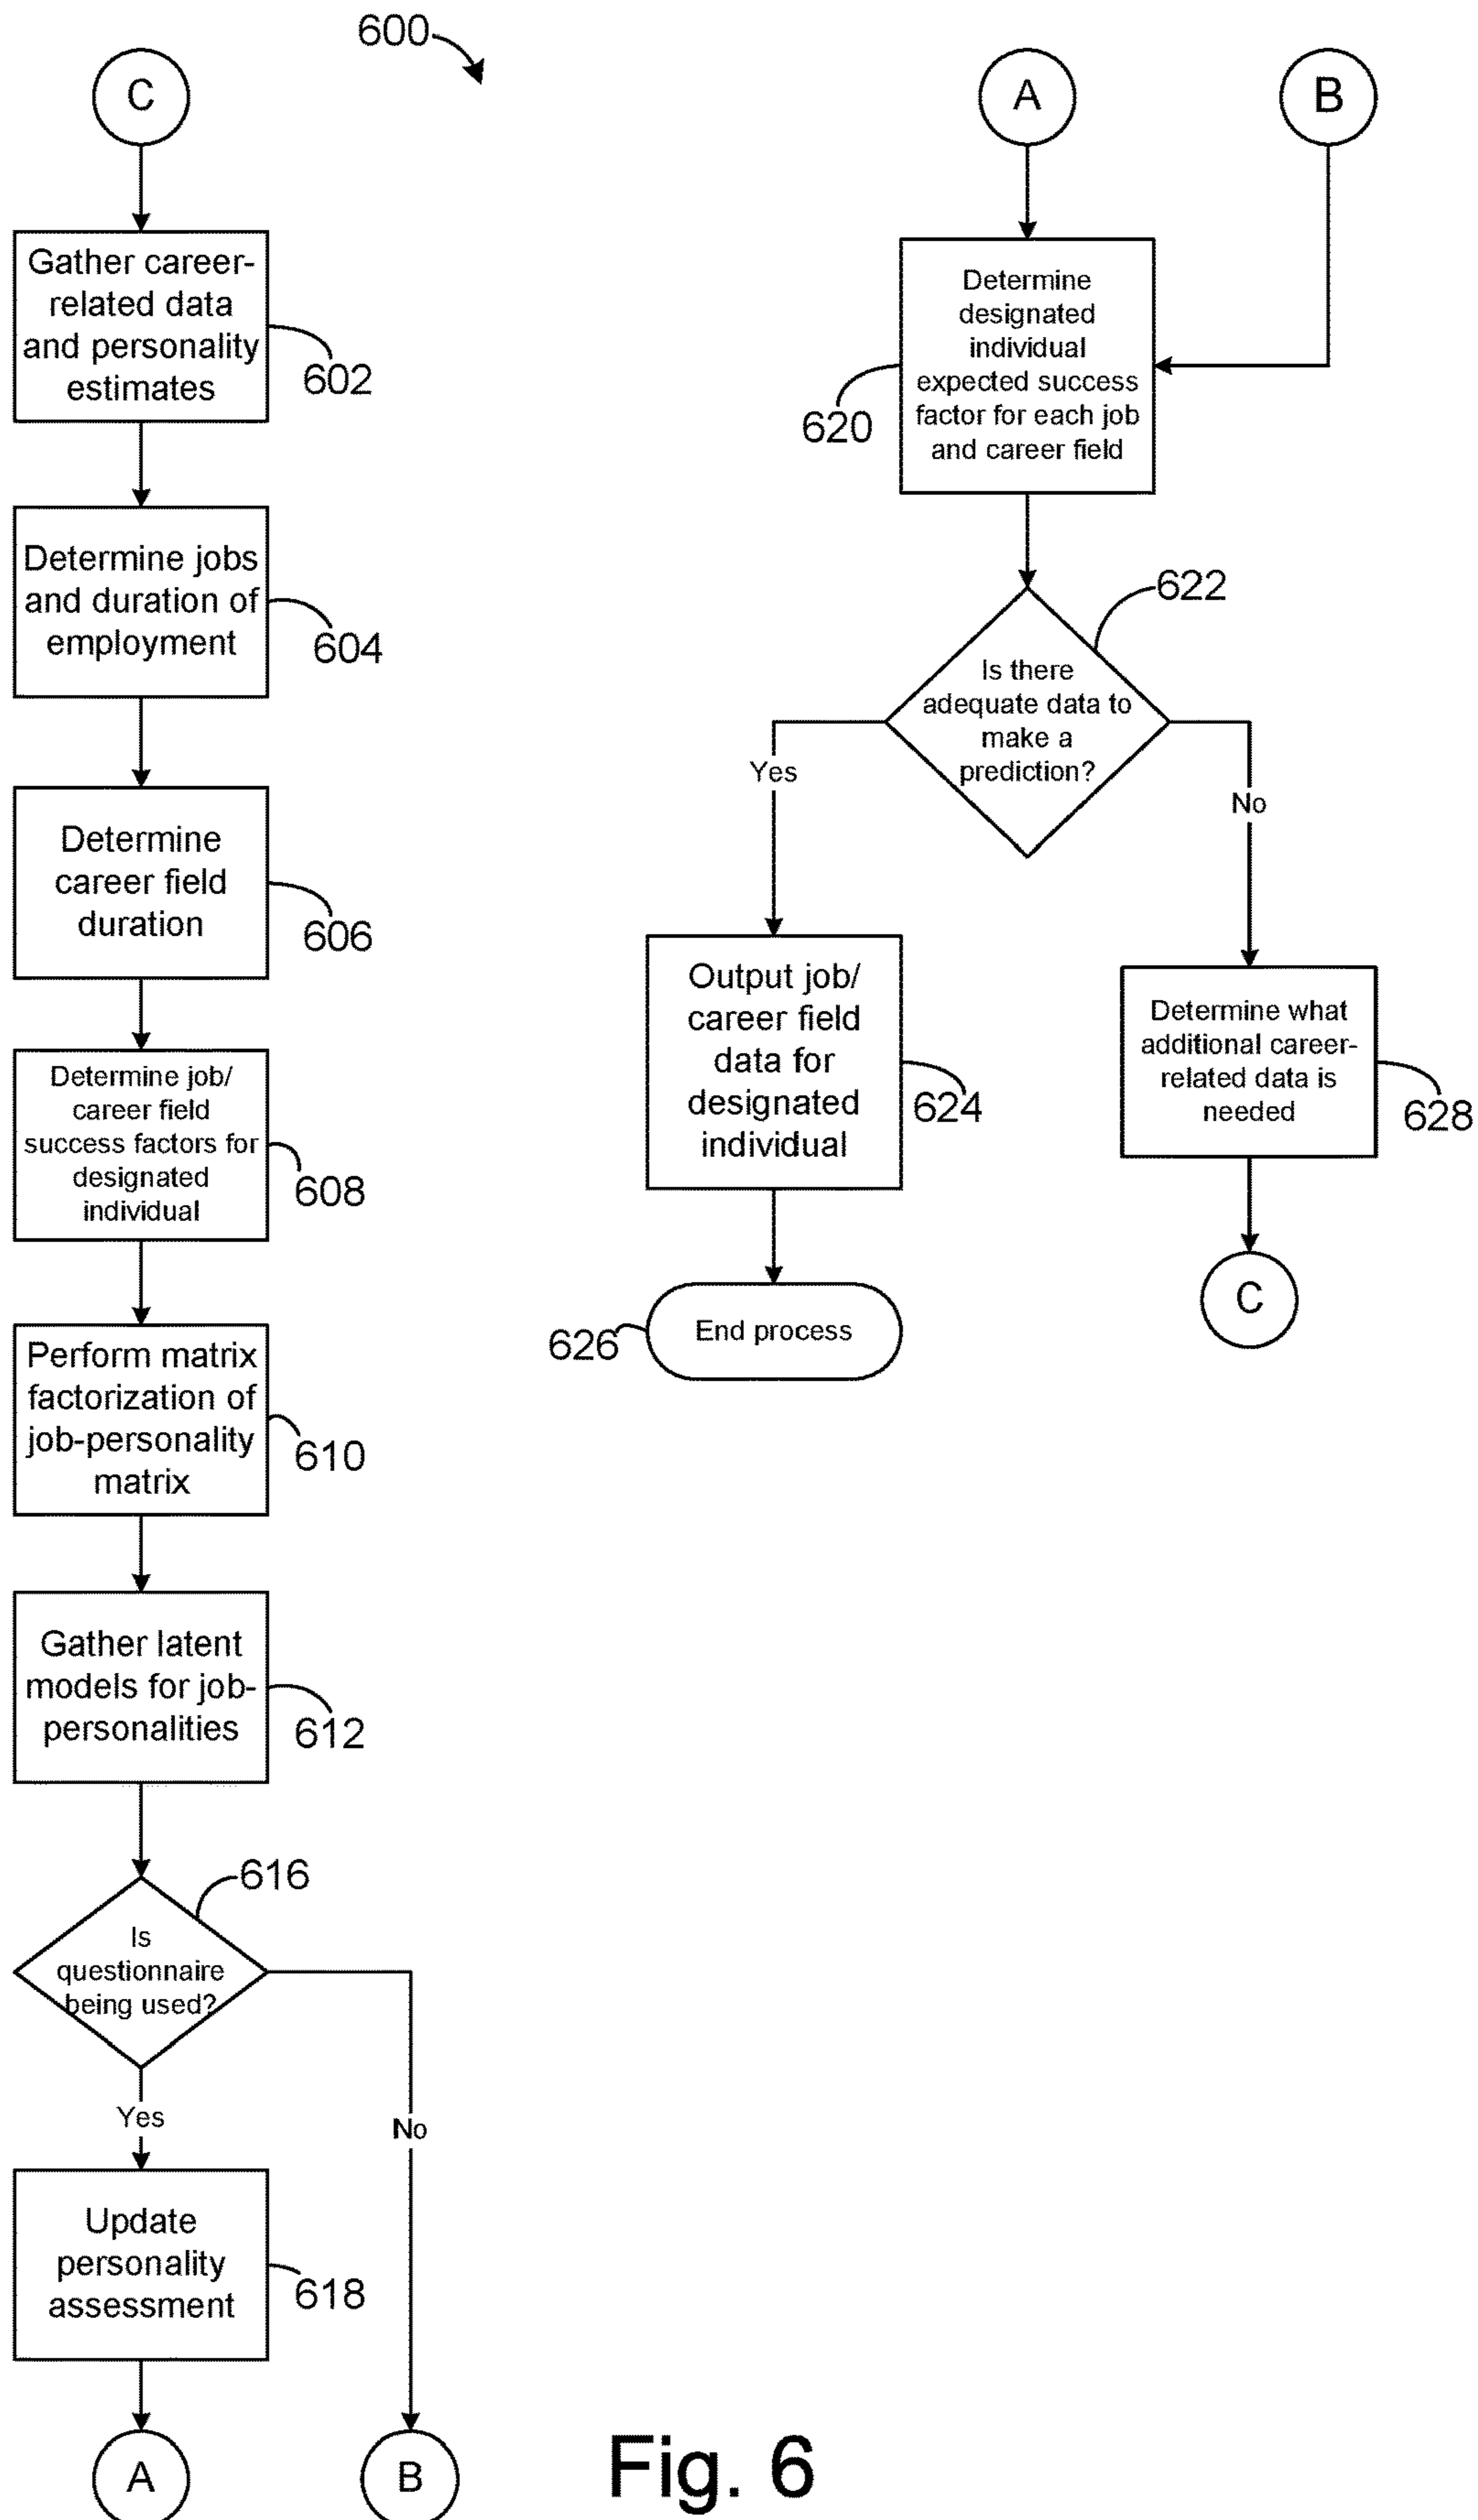 600
C
Gather career-
related data
and personality
estimates
602
Determine jobs
and duration of
employment
604
Determine
career field
duration
606
Determine job/
career field
success factors for
designated
individual
608
Perform matrix
factorization of
job-personality
matrix
610
Gather latent
models for job-
personalities
612
616
Is
questionnaire
being used?
Yes
No
Update
personality
assessment
618
A
B
A
B
Determine
designated
individual
expected success
factor for each job
and career field
620
622
Is there
adequate data to
make a
prediction?
Yes
No
Output job/
career field
data for
designated
individual
624
626
End process
Determine what
additional career-
related data is
needed
628
C
Fig. 6